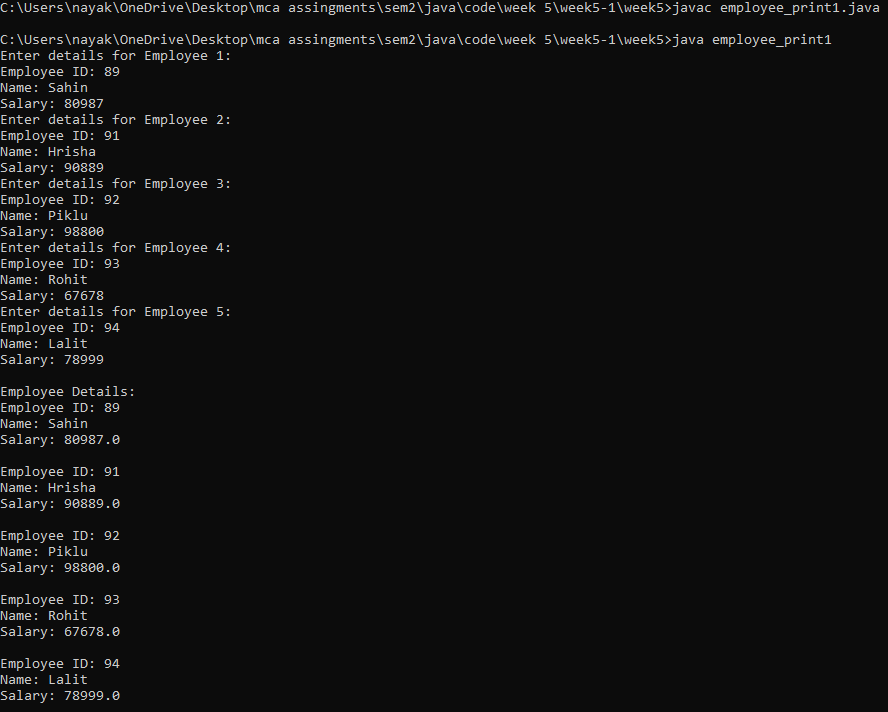 C:\Users\nayak\OneDrive\Desktop\mca assingments\sem2\java\code\week 5\week5-1\week5>javac employee_print1.java
C:\Users\nayak\OneDrive\Desktop\mca assingments\sem2\java\code\week 5\week5-1\week5>java employee_print1
Enter details for Employee 1:
Employee ID: 89
Name: Sahin
Salary: 80987
Enter details for Employee 2:
Employee ID: 91
Name: Hrisha
Salary: 90889
Enter details for Employee 3:
Employee ID: 92
Name: Piklu
Salary: 98800
Enter details for Employee 4:
Employee ID: 93
Name: Rohit
Salary: 67678
Enter details for Employee 5:
Employee ID: 94
Name: Lalit
Salary: 78999
Employee Details:
Employee ID: 89
Name: Sahin
Salary: 80987.0
Employee ID: 91
Name: Hrisha
Salary: 90889.0
Employee ID: 92
Name: Piklu
Salary: 98800.0
Employee ID: 93
Name: Rohit
Salary: 67678.0
Employee ID: 94
Name: Lalit
Salary: 78999.0